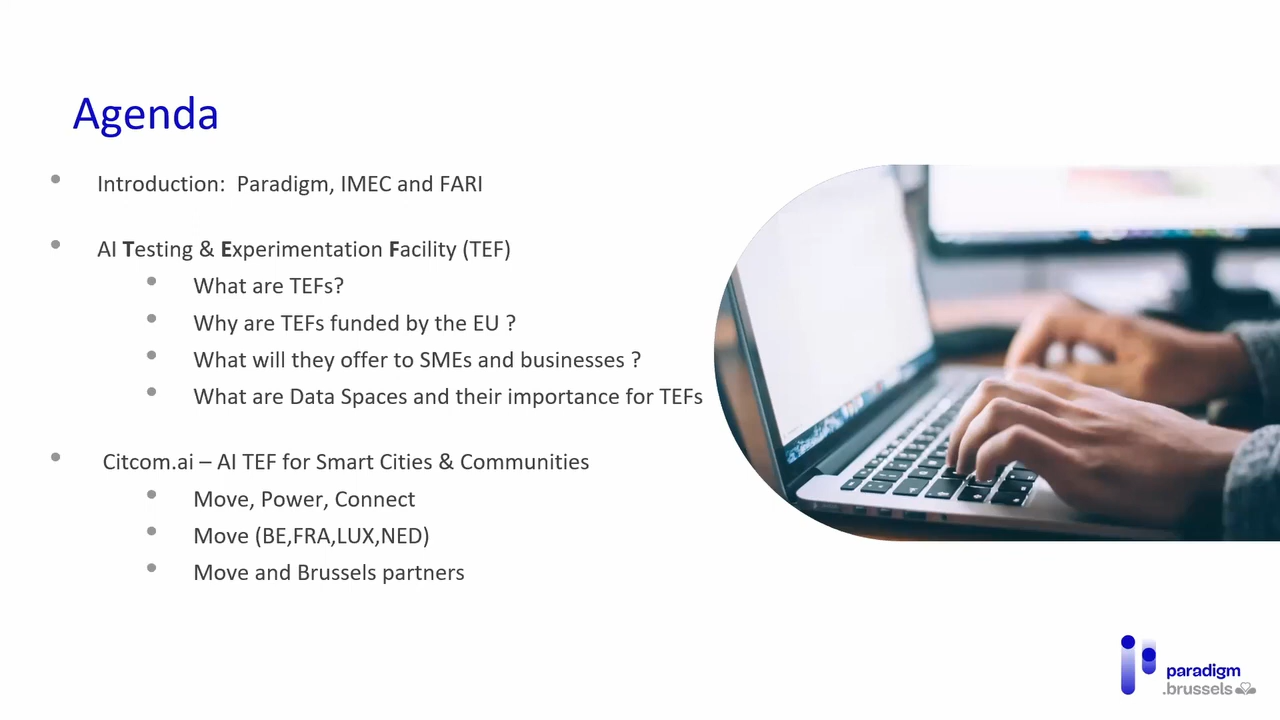 Agenda
Introduction: Paradigm, IMEC and FARI
AI Testing & Experimentation Facility (TEF)
What are TEFs?
Why are TEFs funded by the EU ?
What will they offer to SMEs and businesses ?
What are Data Spaces and their importance for TEFs
Citcom.ai – AI TEF for Smart Cities & Communities
Move, Power, Connect
Move (BE,FRA,LUX,NED)
Move and Brussels partners
paradigm
.brussels